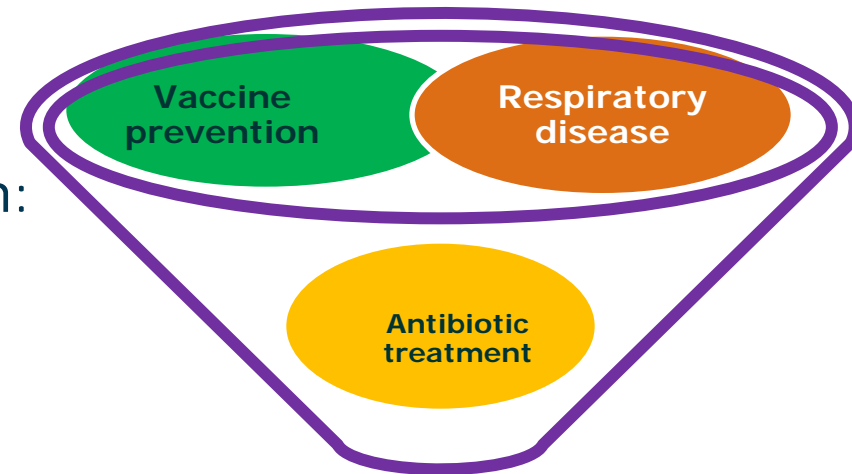 Vaccine
prevention
Respiratory
disease
n:
Antibiotic
treatment